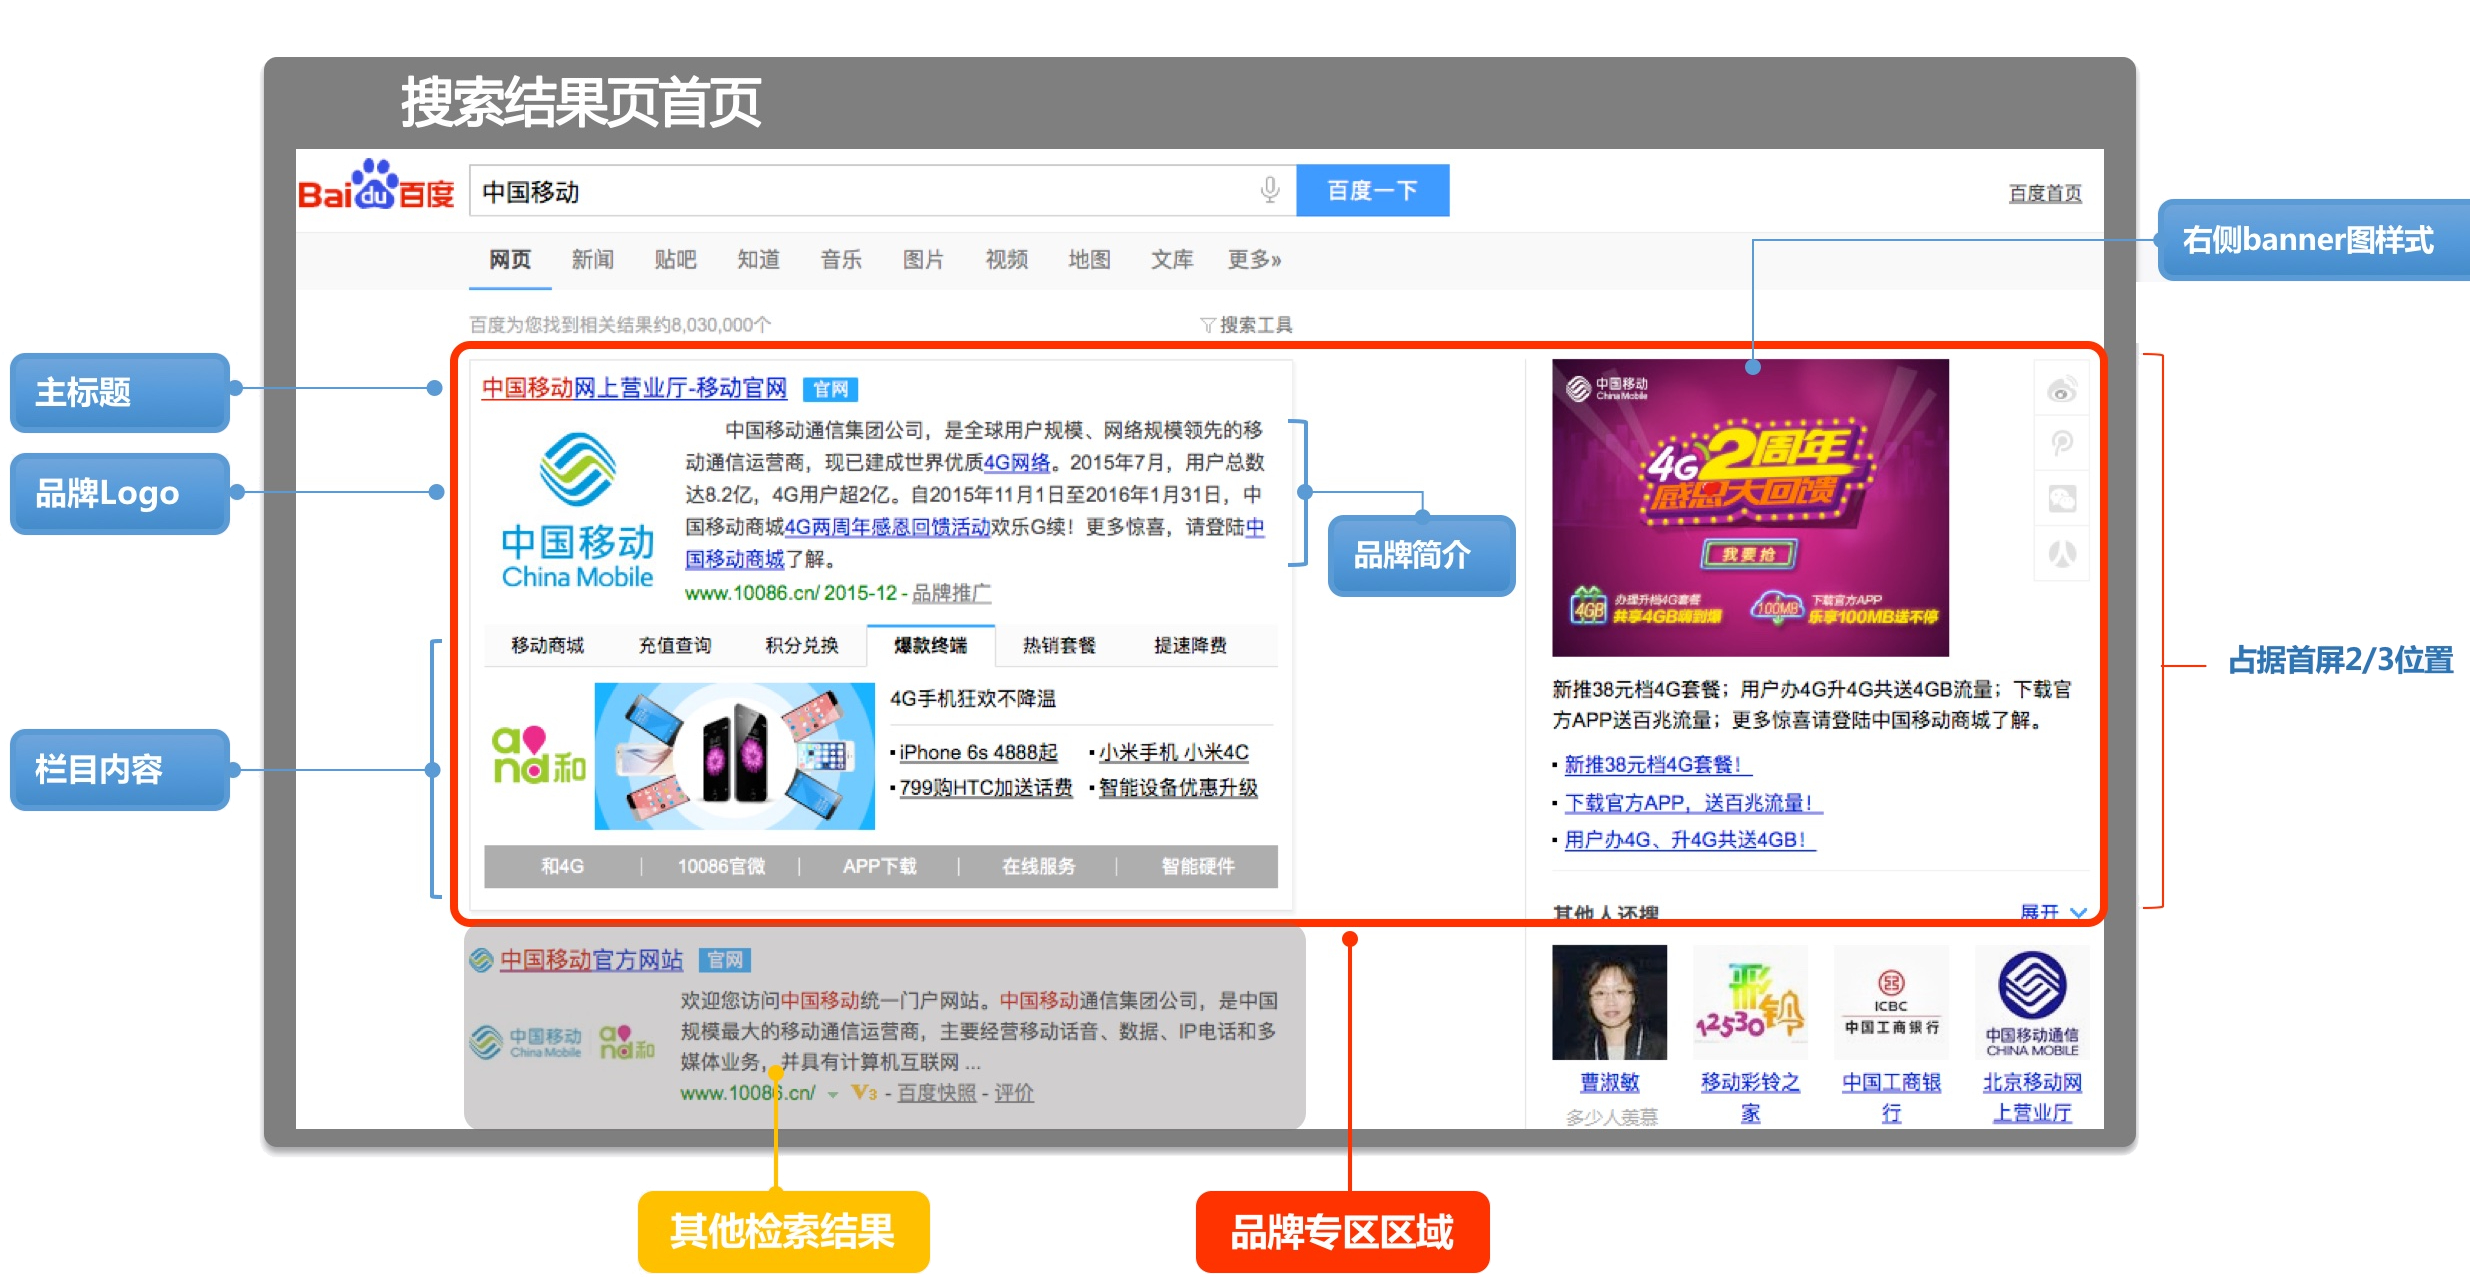 搜索结果页首页
Bai du 百度
中国移动
百度一下
百度首页
右侧banner图样式
网页 新闻 贴吧 知道 音乐 图片 视频 地图 文库 更多»
百度为您找到相关结果约8,030,000个
搜索工具
主标题
中国移动网上营业厅-移动官网 官网
品牌Logo
中国移动
China Mobile
中国移动通信集团公司，是全球用户规模、网络规模领先的移
动通信运营商，现已建成世界优质4G网络。2015年7月，用户总数
达8.2亿，4G用户超2亿。自2015年11月1日至2016年1月31日，中
国移动商城4G两周年感恩回馈活动欢乐G续！更多惊喜，请登陆中
国移动商城了解。
www.10086.cn/ 2015-12 - 品牌推广
品牌简介
栏目内容
移动商城 充值查询 积分兑换 爆款终端 热销套餐 提速降费
and和
4G手机狂欢不降温
iPhone 6s 4888起 小米手机 小米4C
799购HTC加送话费 智能设备优惠升级
和4G | 10086官微 | APP下载 | 在线服务 | 智能硬件
中国移动
China Mobile
4G2周年
感恩大回馈
我要抢
4GB
办理升档4G套餐
共享4GB嗨到爆
100MB
下载官方APP
乐享100MB送不停
新推38元档4G套餐；用户办4G升4G共送4GB流量；下载官
方APP送百兆流量；更多惊喜请登陆中国移动商城了解。
新推38元档4G套餐！
下载官方APP，送百兆流量！
用户办4G、升4G共送4GB！
其他人还搜
展开
占据首屏2/3位置
中国移动官方网站 官网
中国移动
China Mobile
and和
欢迎您访问中国移动统一门户网站。中国移动通信集团公司，是中国
规模最大的移动通信运营商，主要经营移动话音、数据、IP电话和多
媒体业务，并具有计算机互联网 ...
www.10086.cn/ V3 - 百度快照 - 评价
彩铃
12530
ICBC
中国工商银行
中国移动通信
CHINA MOBILE
曹淑敏
多少人羡慕
移动彩铃之
家
中国工商银
行
北京移动网
上营业厅
其他检索结果
品牌专区区域